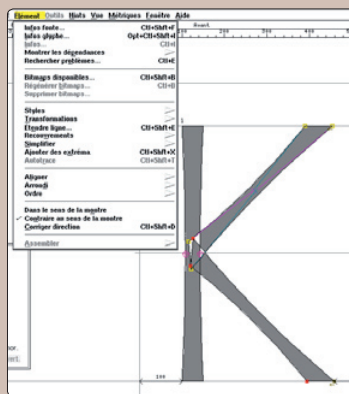 Élement Outils Hints Vue Métriques Fenêtre Aide
Infos fonte... Ctl+Shft+F
Infos glyphe... Opt+Ctl+Shft+I
Infos... Ctl+I
Montrer les dépendances
Rechercher problèmes... Ctl+E
Bitmaps disponibles... Ctl+Shft+B
Régénérer bitmaps... Ctl+B
Supprimer bitmaps...
Styles
Transformations
Étendre ligne... Ctl+Shft+E
Recouvrements
Simplifier
Ajouter des extréma Ctl+Shft+X
Autotrace Ctl+Shft+T
Aligner
Arrondi
Ordre
Dans le sens de la montre
✓ Contraire au sens de la montre
Corriger direction Ctl+Shft+D
Assembler